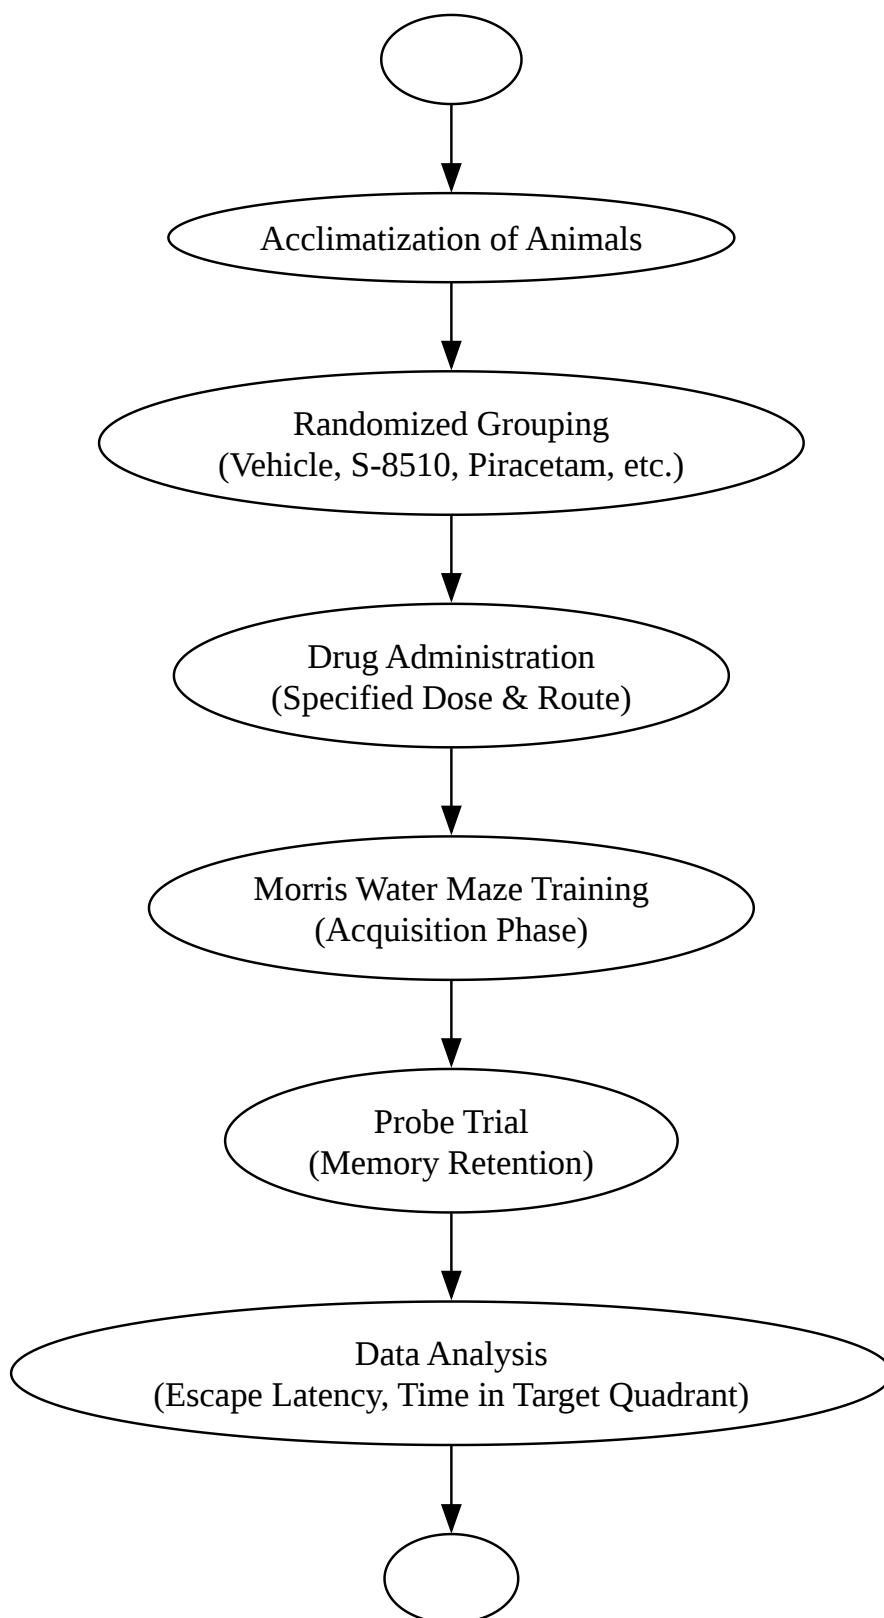 Acclimatization of Animals
Randomized Grouping
(Vehicle, S-8510, Piracetam, etc.)
Drug Administration
(Specified Dose & Route)
Morris Water Maze Training
(Acquisition Phase)
Probe Trial
(Memory Retention)
Data Analysis
(Escape Latency, Time in Target Quadrant)